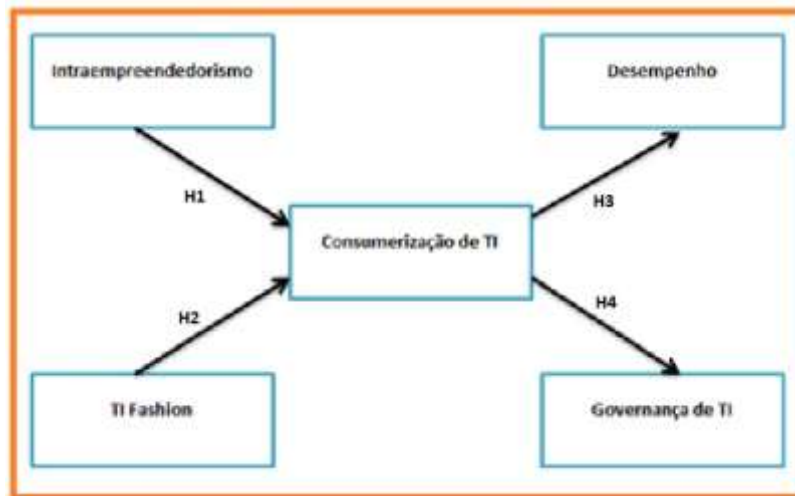 Intraempreendedorismo
Desempenho
H1
H3
Consumerização de TI
H2
H4
TI Fashion
Governança de TI